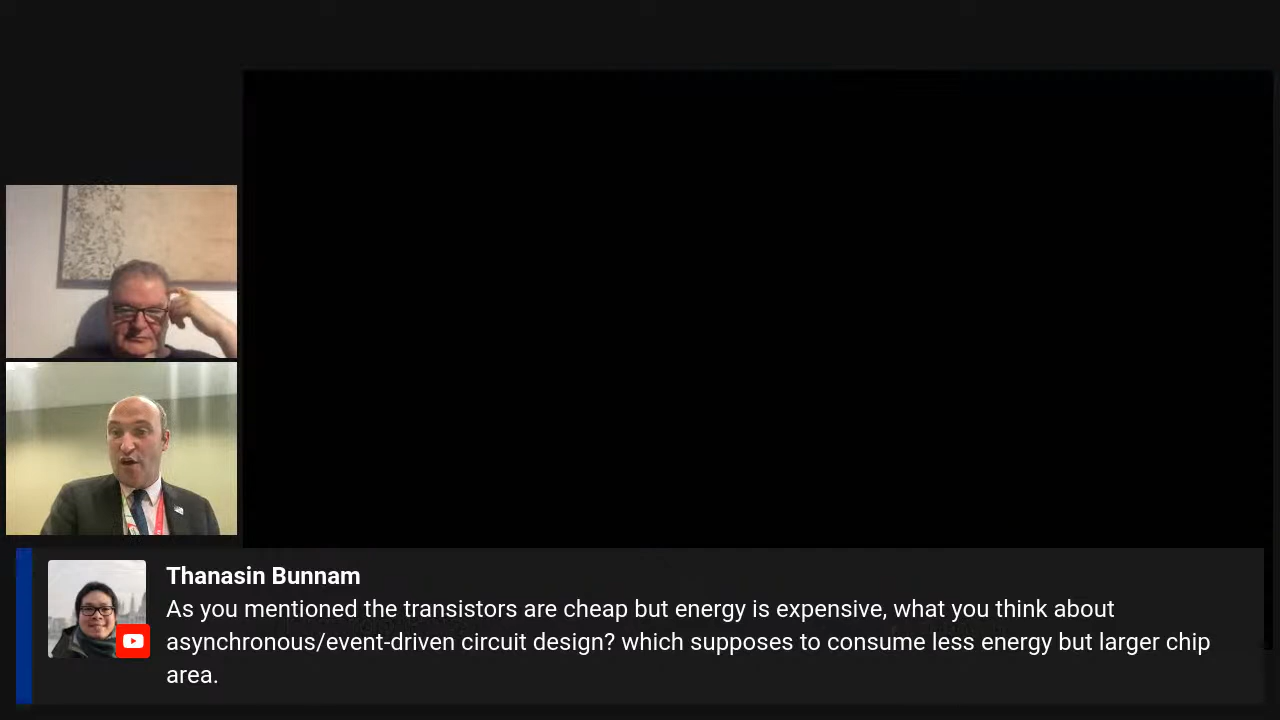 Thanasin Bunnam
As you mentioned the transistors are cheap but energy is expensive, what you think about
asynchronous/event-driven circuit design? which supposes to consume less energy but larger chip
area.